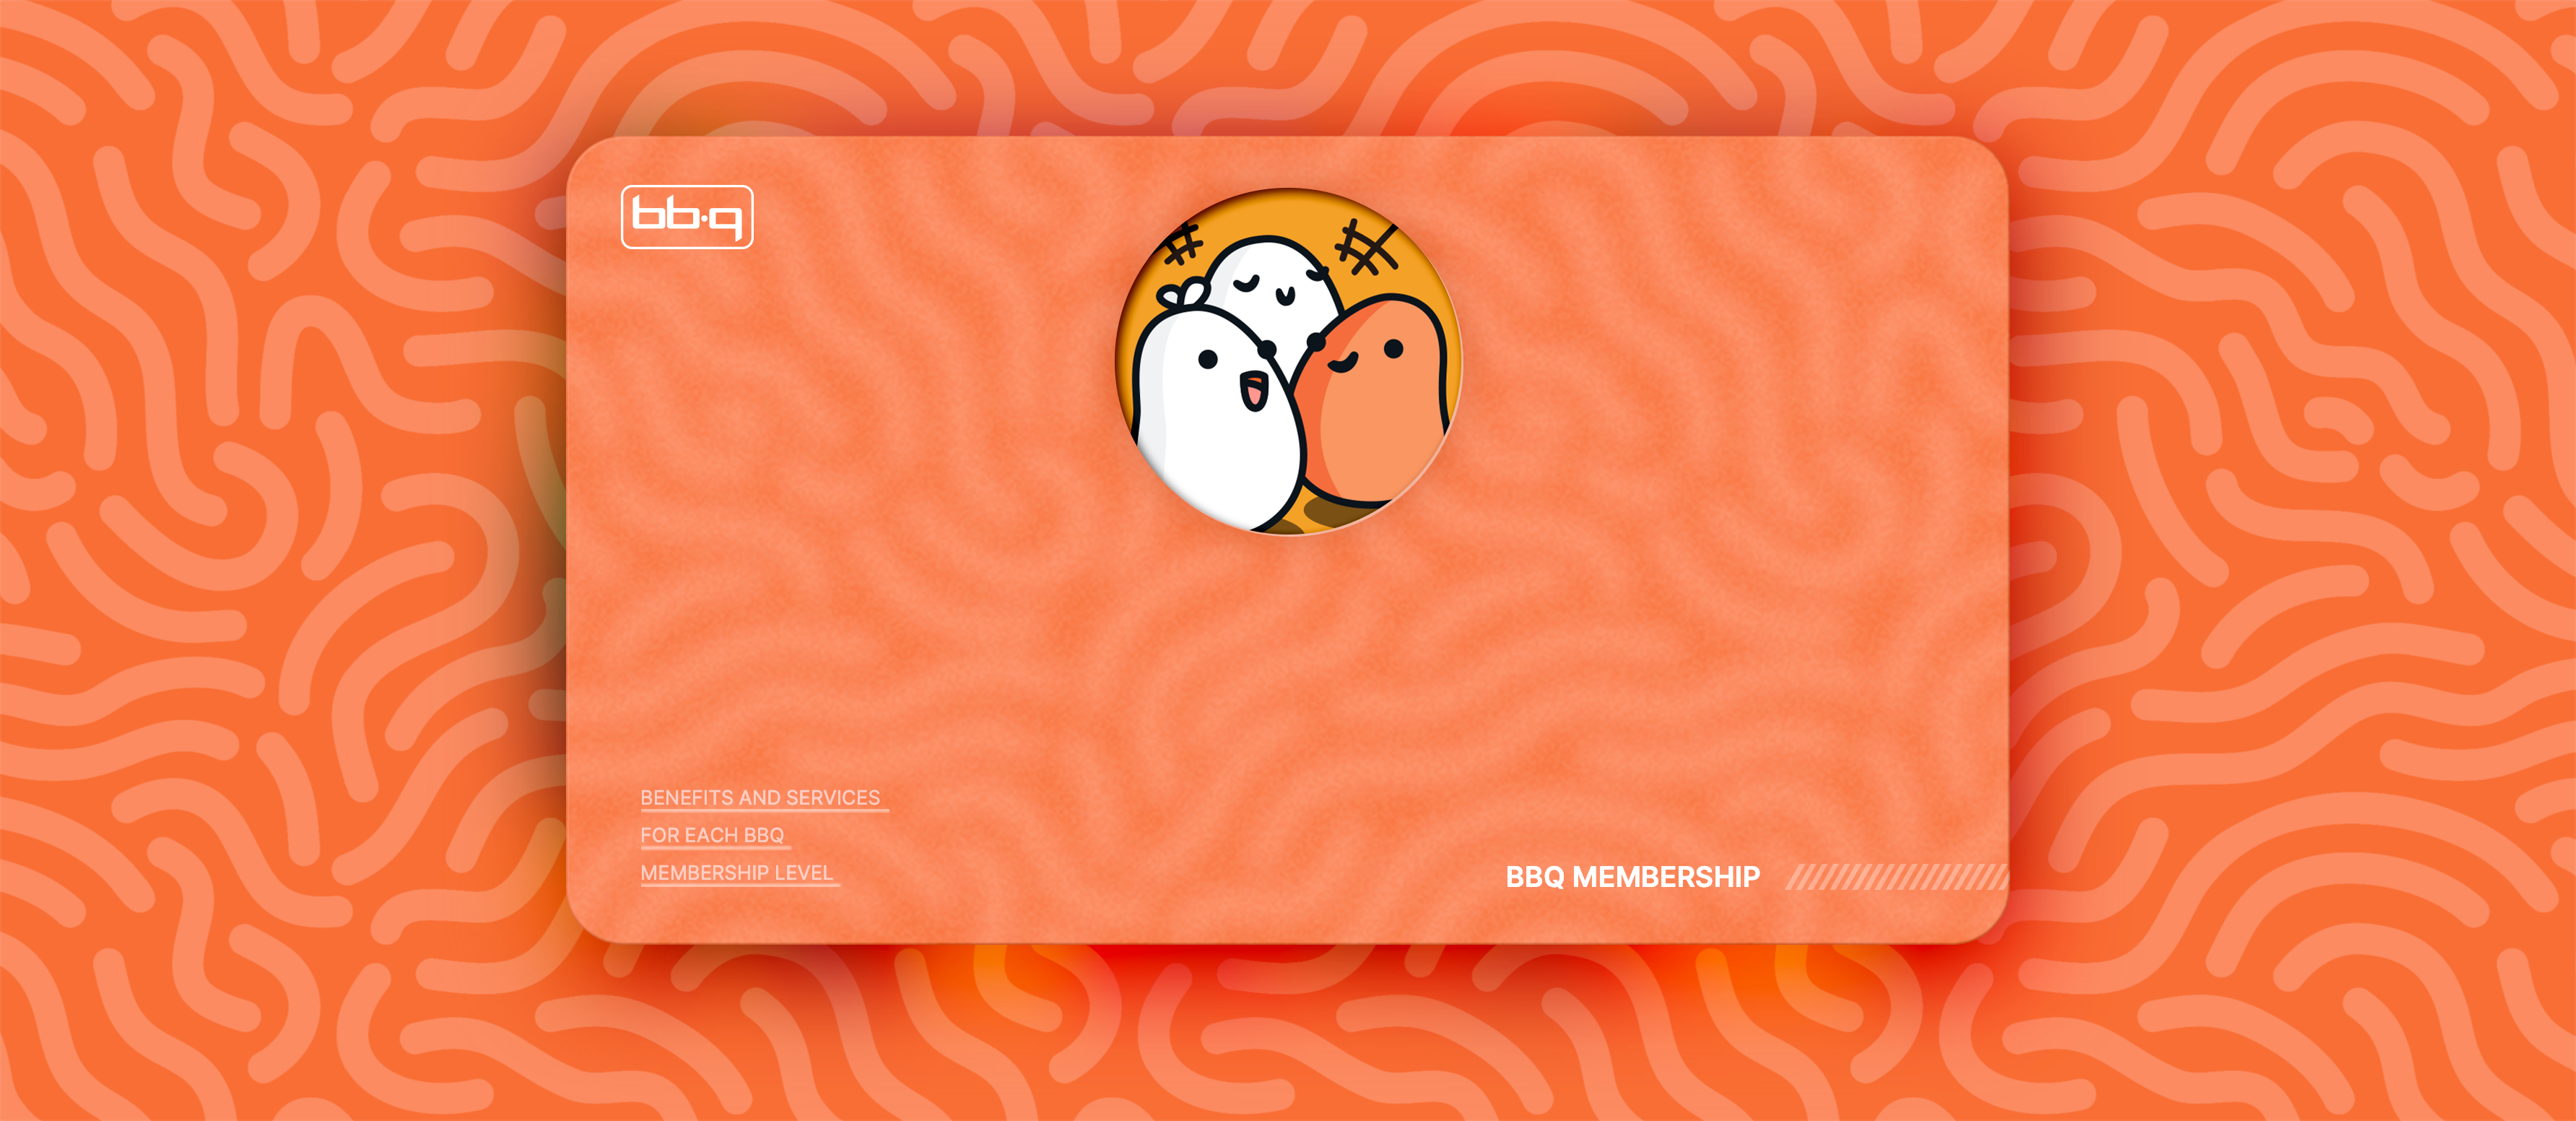 bb·q
BENEFITS AND SERVICES
FOR EACH BBQ
MEMBERSHIP LEVEL
BBQ MEMBERSHIP